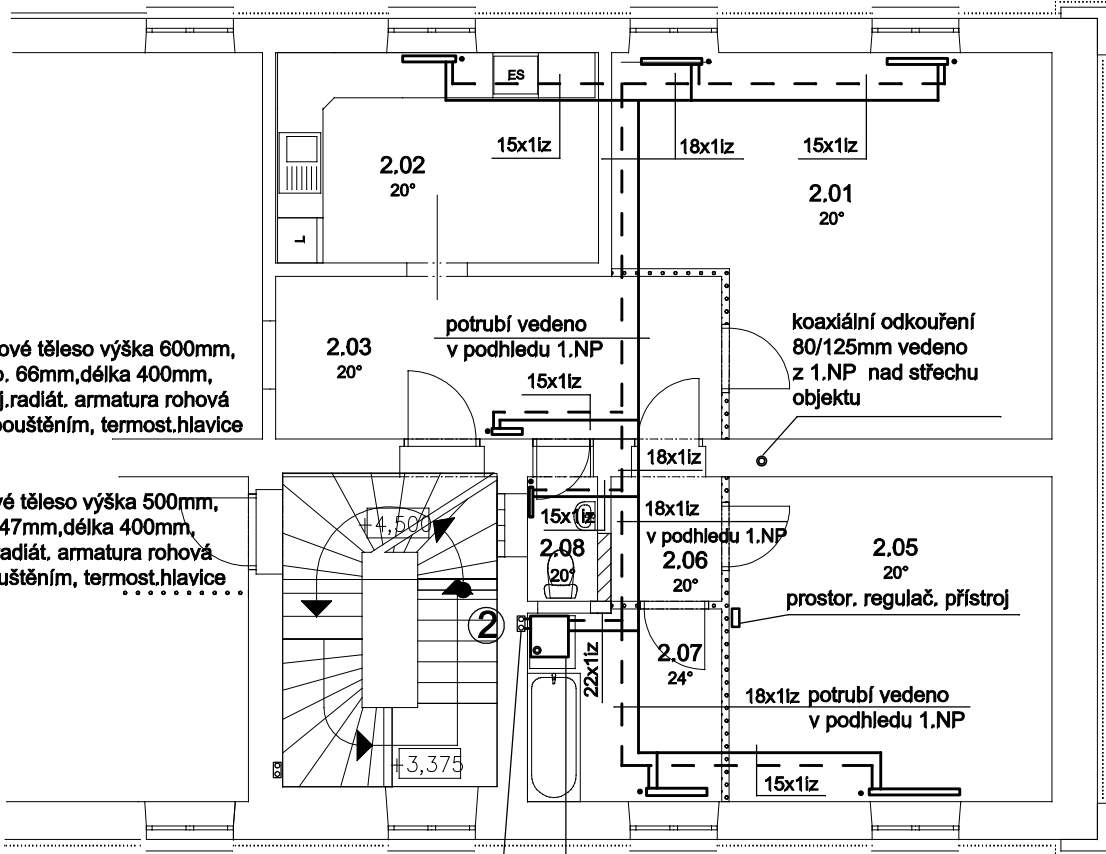 ES
15x1iz
18x1iz
15x1iz
2.02
20°
2.01
20°
L
potrubí vedeno
v podhledu 1.NP
koaxiální odkouření
80/125mm vedeno
z 1.NP nad střechu
objektu
2.03
20°
ové těleso výška 600mm,
66mm,délka 400mm,
j.radiát. armatura rohová
pouštěním, termost.hlavice
15x1iz
18x1iz
vé těleso výška 500mm,
47mm,délka 400mm,
radiát. armatura rohová
ouštěním, termost.hlavice
+4,500
15x1iz
18x1iz
v podhledu 1.NP
2.08
20°
2.06
20°
2.05
20°
prostor. regulač. přístroj
2
2.07
24°
22x1iz
18x1iz potrubí vedeno
v podhledu 1.NP
+3,375
15x1iz